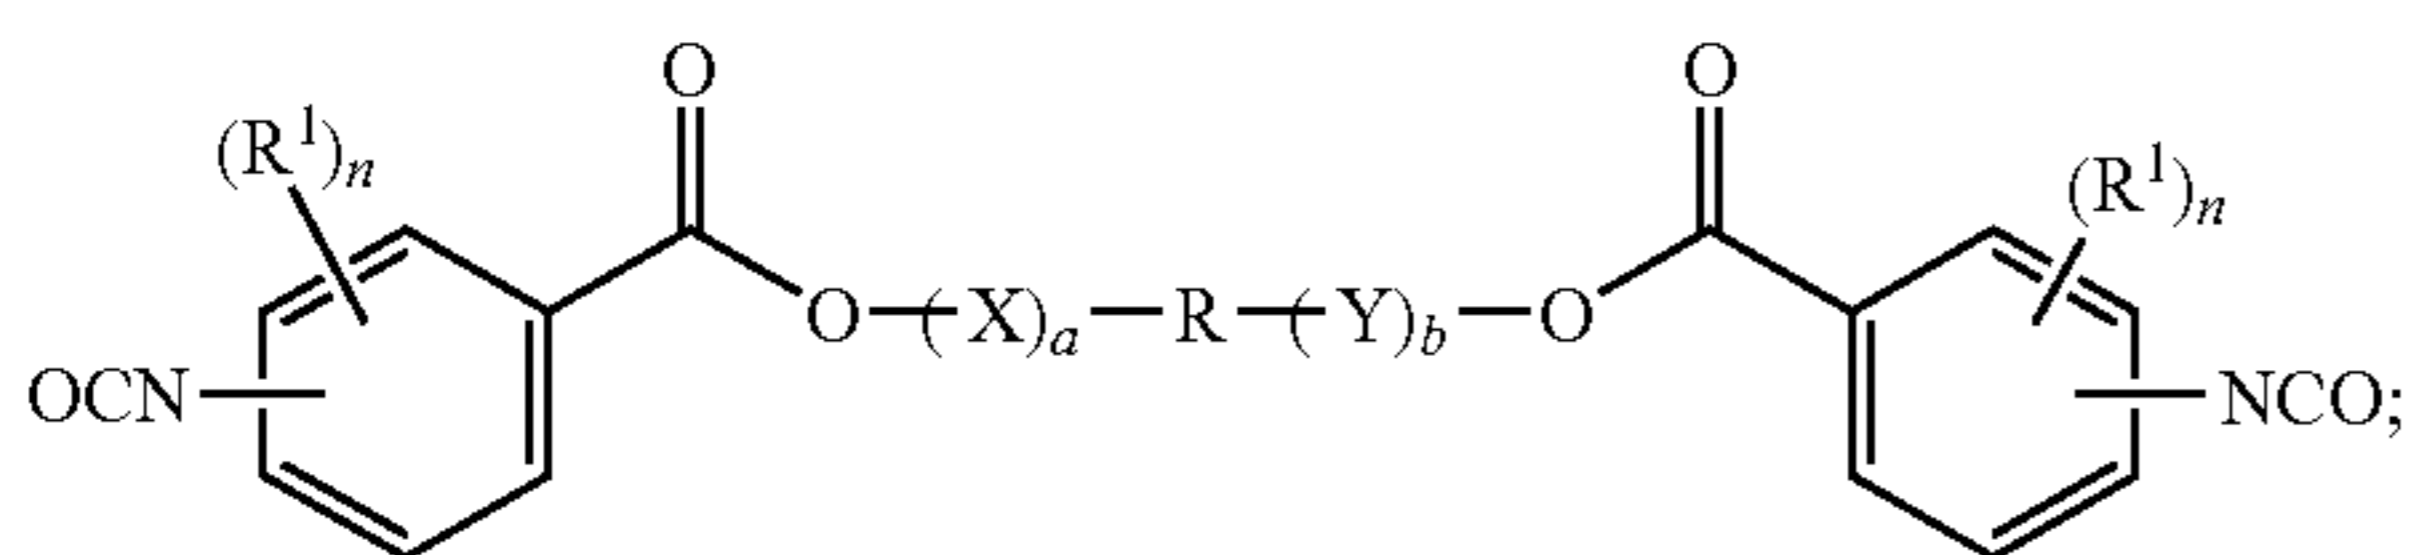 O O
(R¹)ₙ (R¹)ₙ
O—(X)ₐ—R—(Y)b—O
OCN NCO;